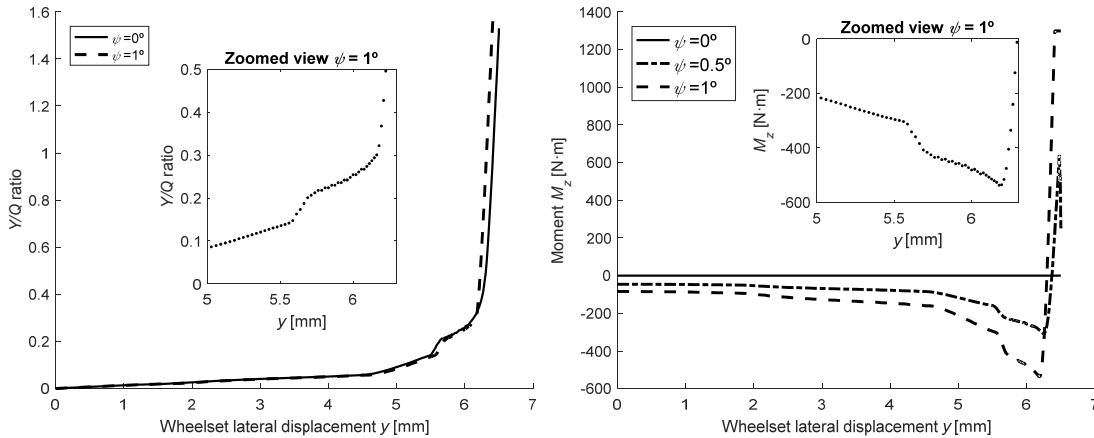 1.6
1.4
1.2
1
0.8
0.6
0.4
0.2
0
0 1 2 3 4 5 6 7
Y/Q ratio
Wheelset lateral displacement y [mm]
ψ=0º
ψ=1º
Zoomed view ψ = 1º
0.5
0.4
0.3
0.2
0.1
0
5 5.5 6
Y/Q ratio
y [mm]
1400
1200
1000
800
600
400
200
0
-200
-400
-600
0 1 2 3 4 5 6 7
Moment M_z [N·m]
Wheelset lateral displacement y [mm]
ψ=0º
ψ=0.5º
ψ=1º
Zoomed view ψ = 1º
0
-200
-400
-600
5 5.5 6
M_z [N·m]
y [mm]